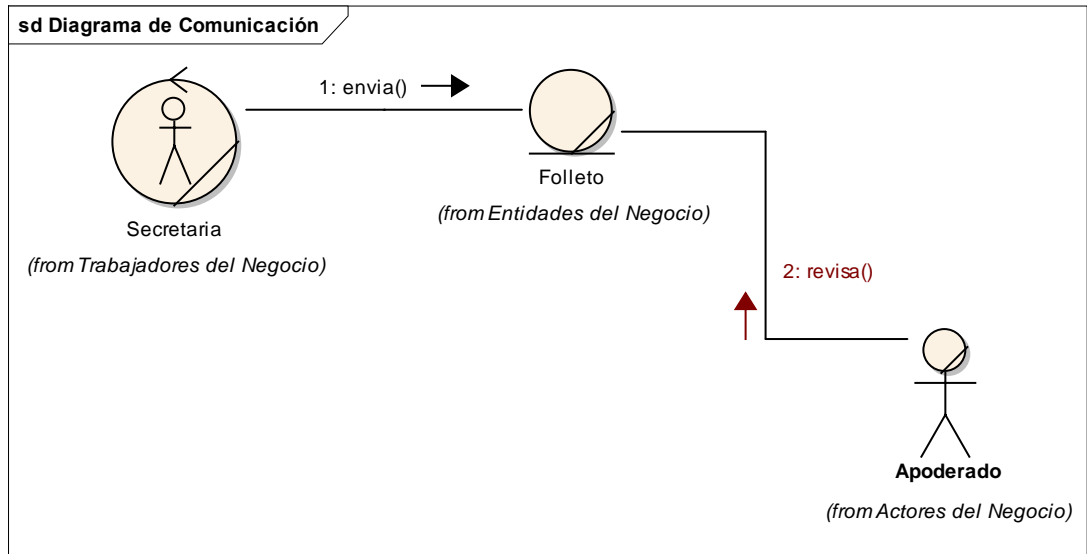 sd Diagrama de Comunicación
1: envia()
Folleto
(from Entidades del Negocio)
Secretaria
(from Trabajadores del Negocio)
2: revisa()
Apoderado
(from Actores del Negocio)